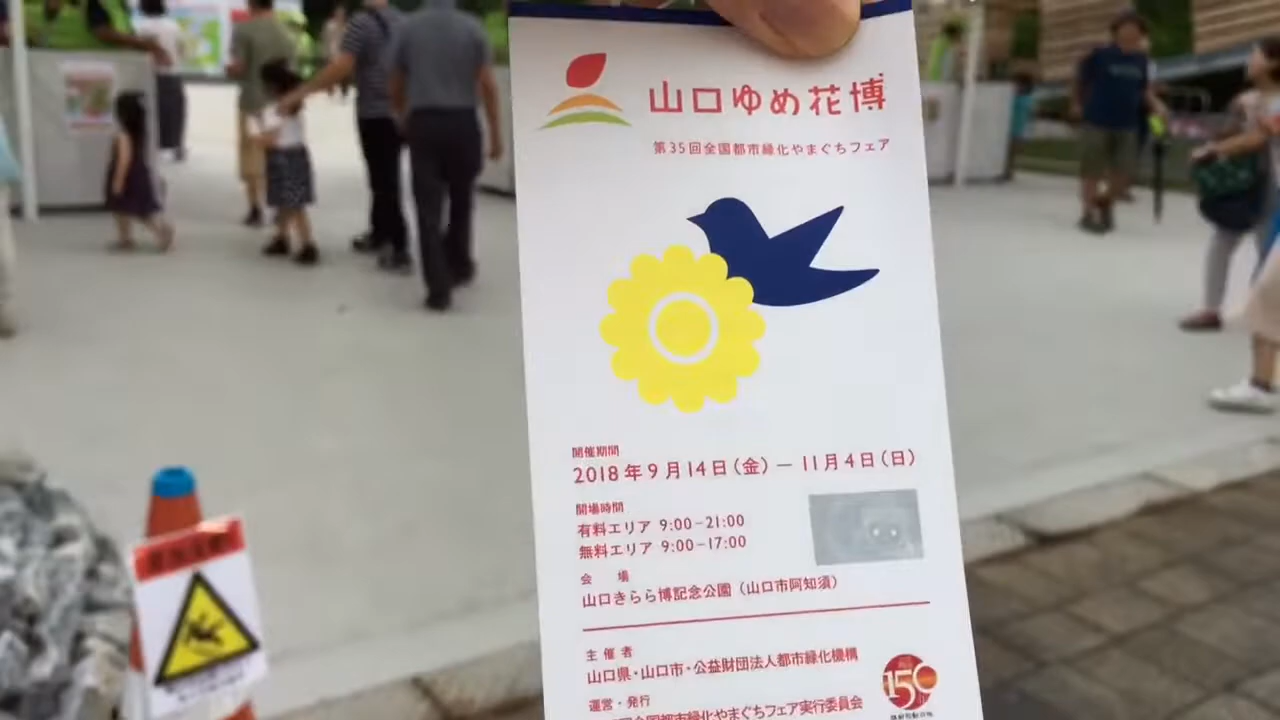 山口ゆめ花博
第35回全国都市緑化やまぐちフェア
開催期間
2018年9月14日(金)ー11月4日(日)
開場時間
有料エリア 9:00-21:00
無料エリア 9:00-17:00
会 場
山口きらら博記念公園(山口市阿知須)
主催者
山口県・山口市・公益財団法人都市緑化機構
運営・発行
全国都市緑化やまぐちフェア実行委員会
150